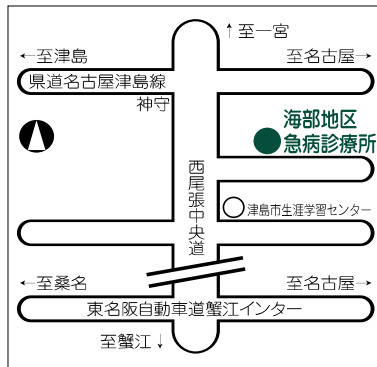 ↑至一宮
←至津島
至名古屋→
県道名古屋津島線
神守
海部地区
急病診療所
西尾張中央道
津島市生涯学習センター
←至桑名
至名古屋→
東名阪自動車道蟹江インター
至蟹江↓